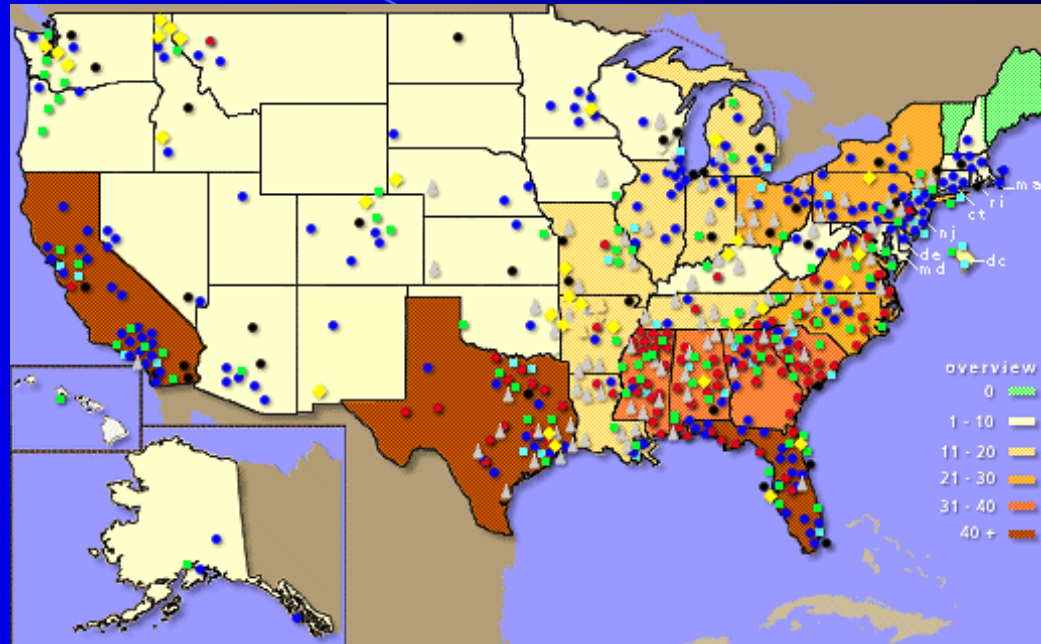 ma
ri
ct
nj
de
md
dc
overview
0
1 - 10
11 - 20
21 - 30
31 - 40
40 +